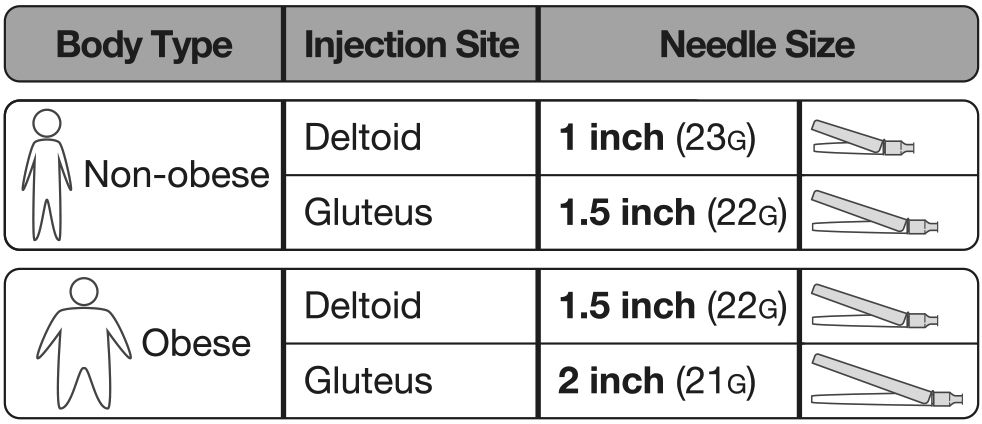 Body Type Injection Site Needle Size
Non-obese
Deltoid 1 inch (23G)
Gluteus 1.5 inch (22G)
Obese
Deltoid 1.5 inch (22G)
Gluteus 2 inch (21G)